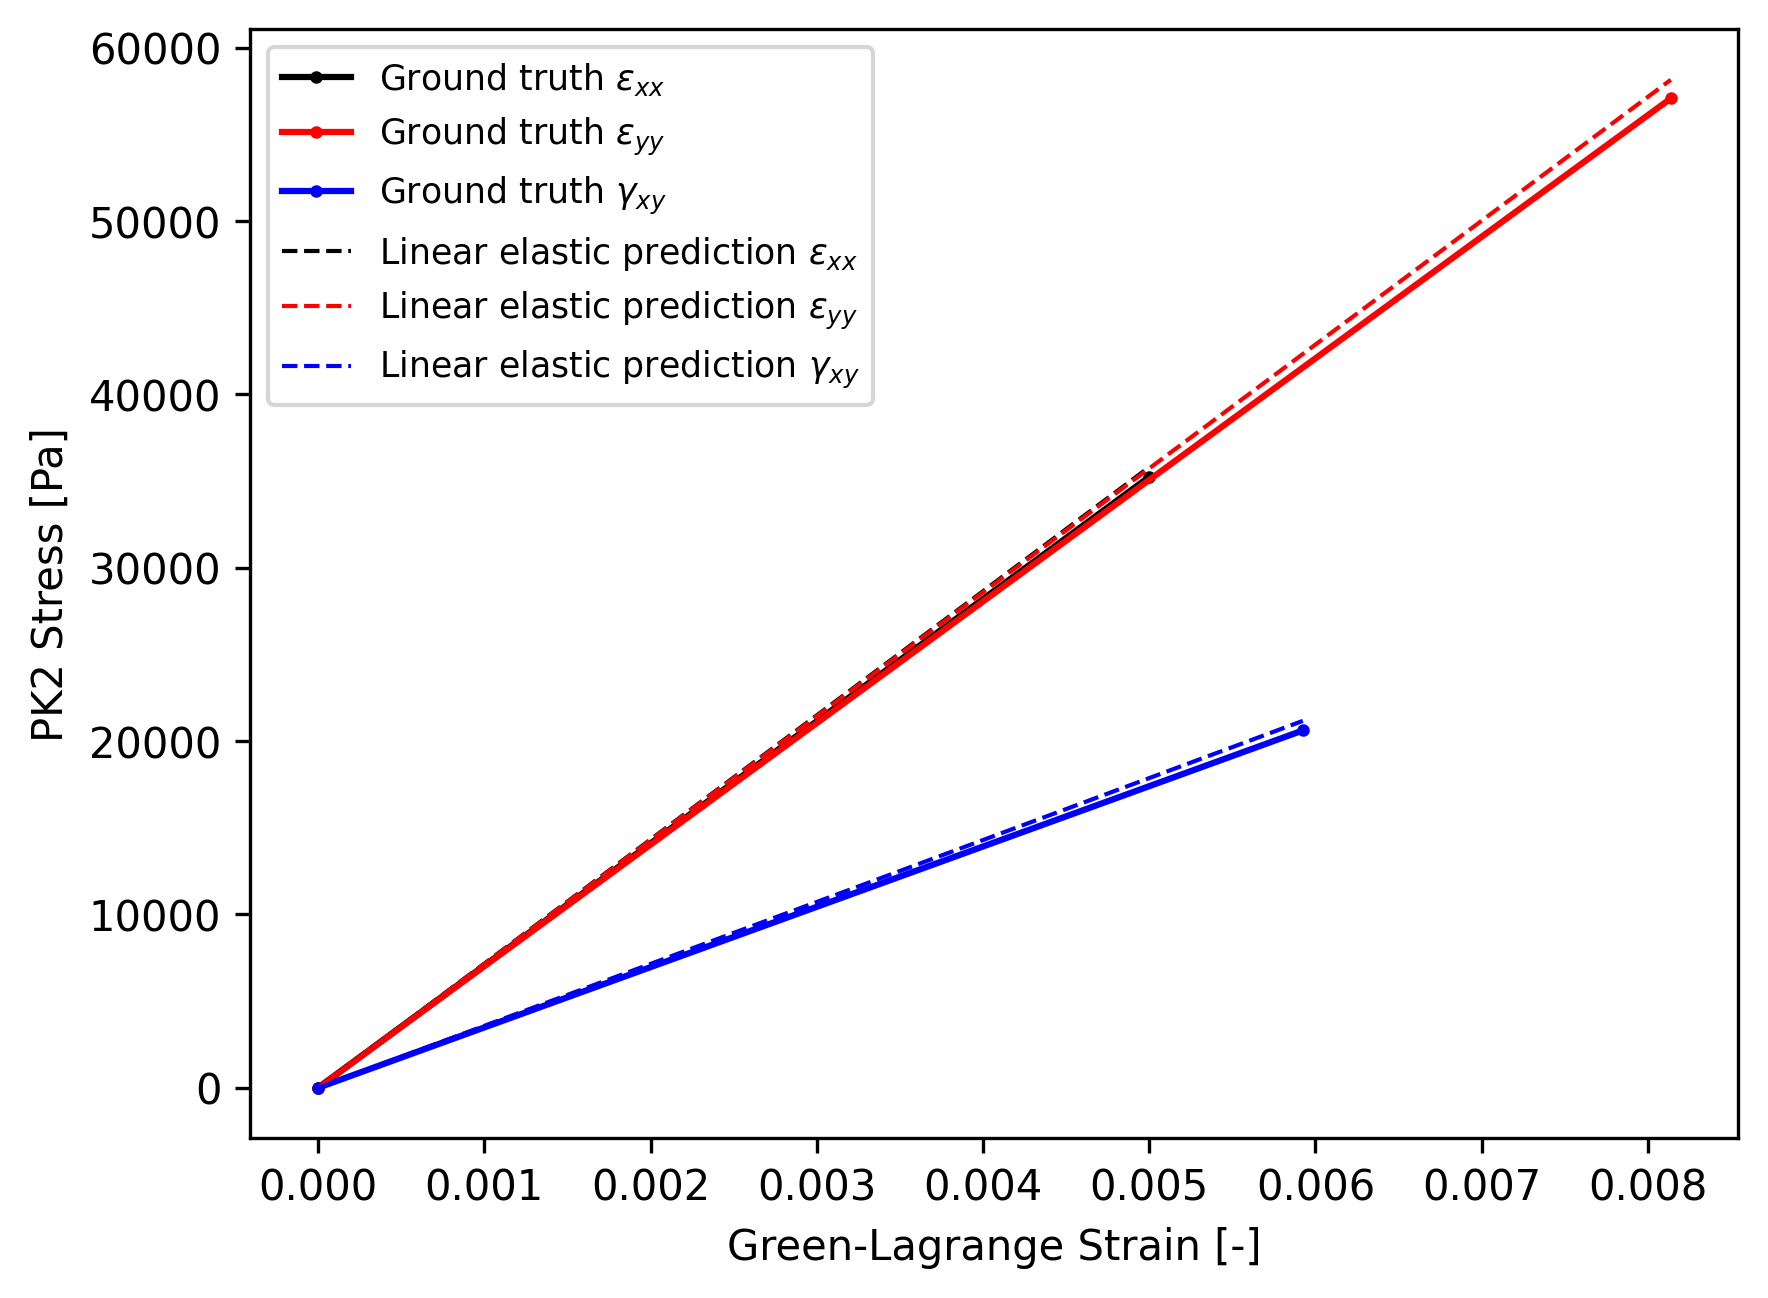 Ground truth εxx
Ground truth εyy
Ground truth γxy
Linear elastic prediction εxx
Linear elastic prediction εyy
Linear elastic prediction γxy
60000
50000
40000
30000
20000
10000
0
PK2 Stress [Pa]
0.000 0.001 0.002 0.003 0.004 0.005 0.006 0.007 0.008
Green-Lagrange Strain [-]